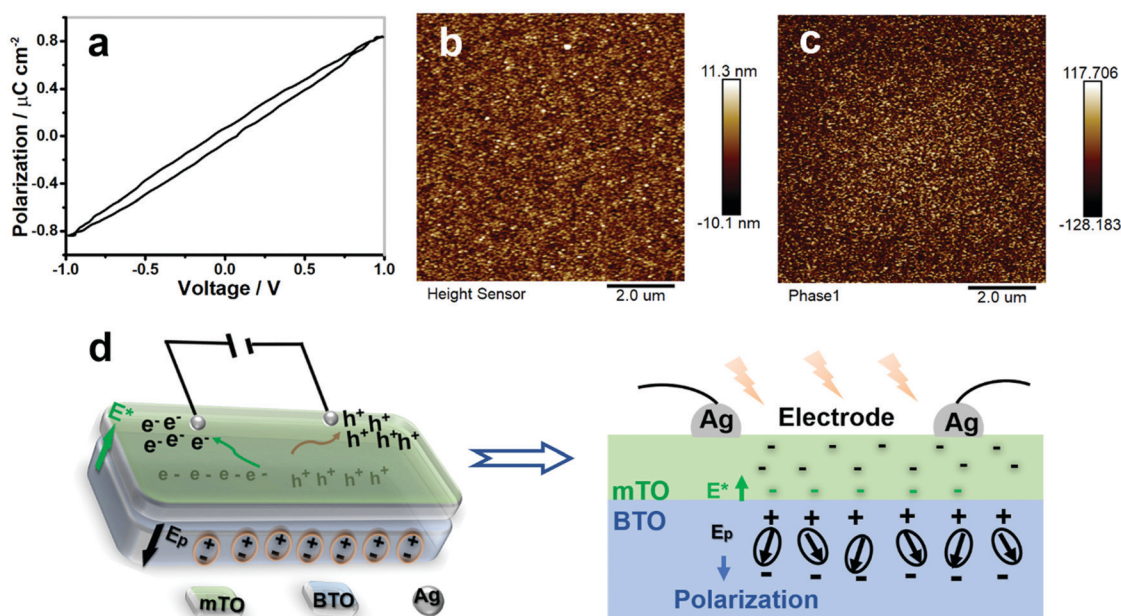 a
Polarization / μC cm⁻²
0.8
0.4
0.0
-0.4
-0.8
-1.0 -0.5 0.0 0.5 1.0
Voltage / V
b
11.3 nm
-10.1 nm
Height Sensor
2.0 um
c
117.706
-128.183
Phase1
2.0 um
d
E*
e⁻ e⁻
e⁻ e⁻ e⁻
h⁺ h⁺
h⁺ h⁺h⁺
e - e - e - e -
h⁺ h⁺ h⁺ h⁺
Ep
+ + + + + + +
- - - - - - -
mTO
BTO
Ag
Ag
Electrode
Ag
- - - -
- - - - -
mTO
E*
- - - - -
BTO
+ + + + + +
Ep
- - - - - -
Polarization